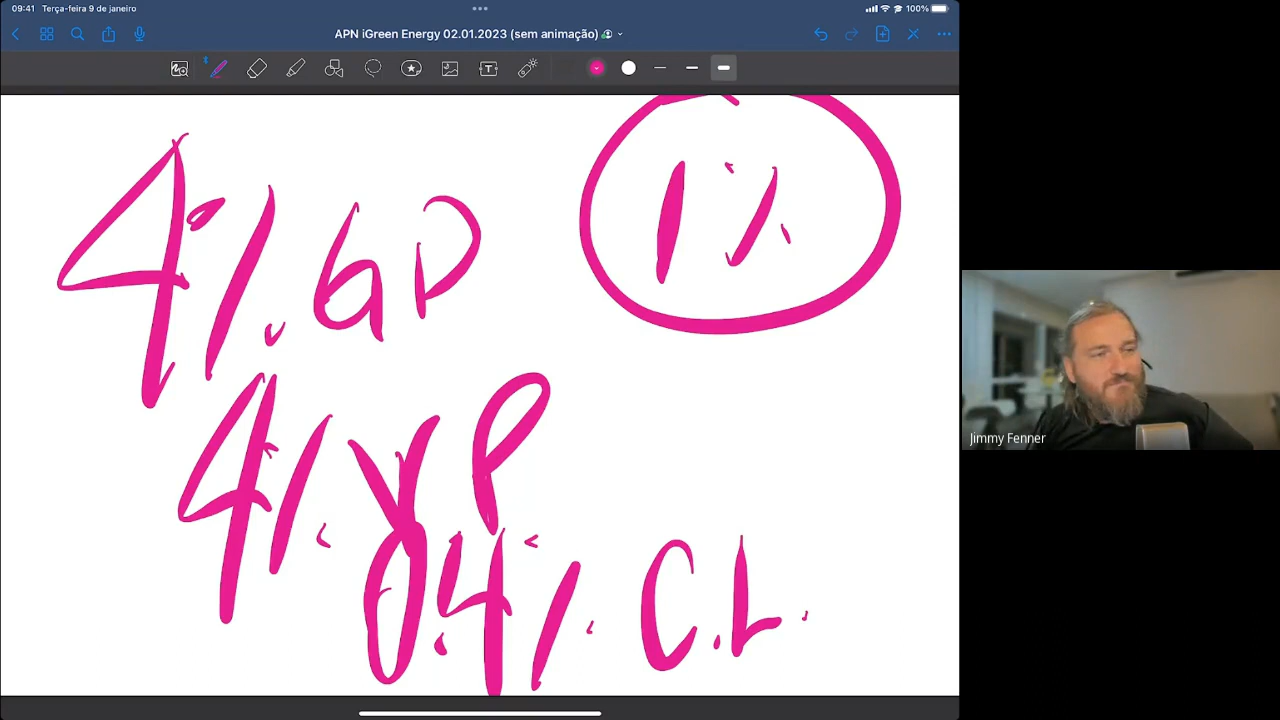 09:41 Terça-feira 9 de janeiro
100%
APN iGreen Energy 02.01.2023 (sem animação)
4% GP
1%
4% VP
0.4% C.L.
Jimmy Fenner